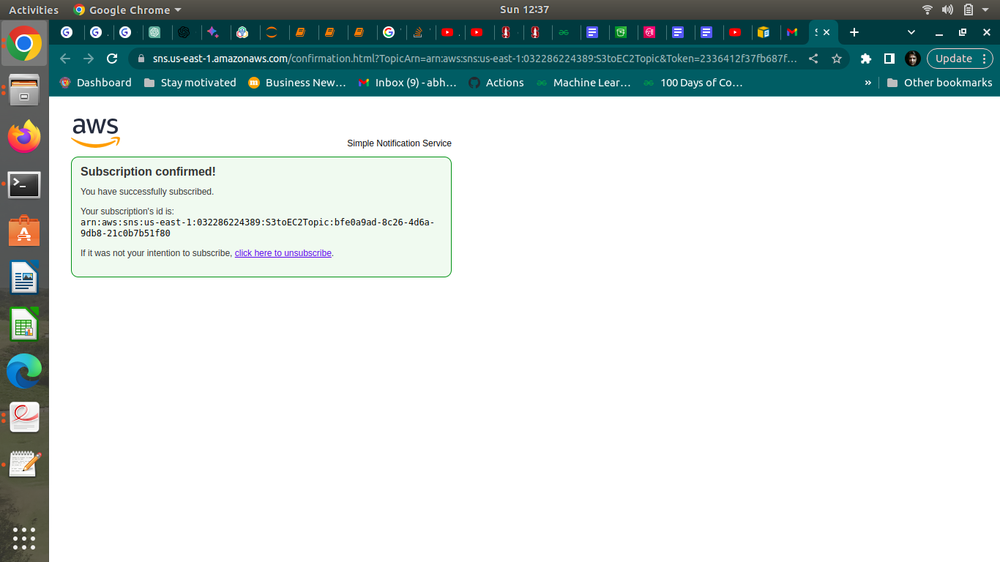 Activities
Google Chrome
Sun 12:37
sns.us-east-1.amazonaws.com/confirmation.html?TopicArn=arn:aws:sns:us-east-1:032286224389:S3toEC2Topic&Token=2336412f37fb687f…
Update
Dashboard
Stay motivated
Business New…
Inbox (9) - abh…
Actions
Machine Lear…
100 Days of Co…
»
Other bookmarks
aws
Simple Notification Service
Subscription confirmed!
You have successfully subscribed.
Your subscription's id is:
arn:aws:sns:us-east-1:032286224389:S3toEC2Topic:bfe0a9ad-8c26-4d6a-
9db8-21c0b7b51f80
If it was not your intention to subscribe, click here to unsubscribe.